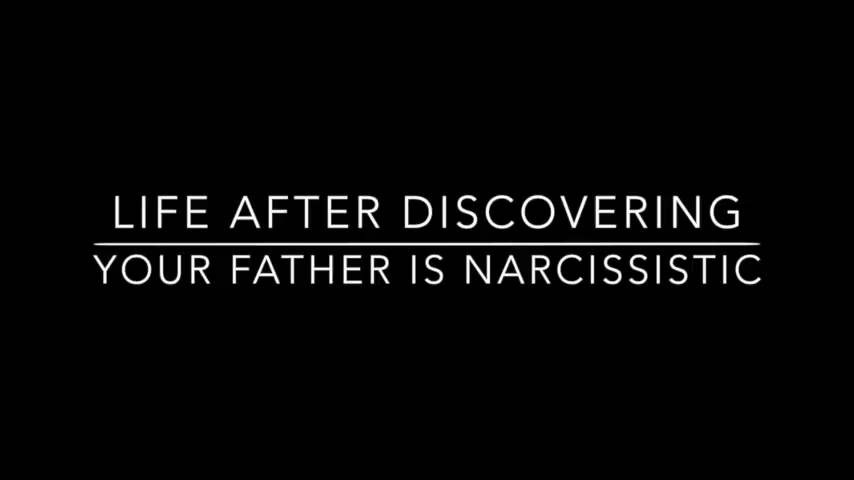 LIFE AFTER DISCOVERING
YOUR FATHER IS NARCISSISTIC